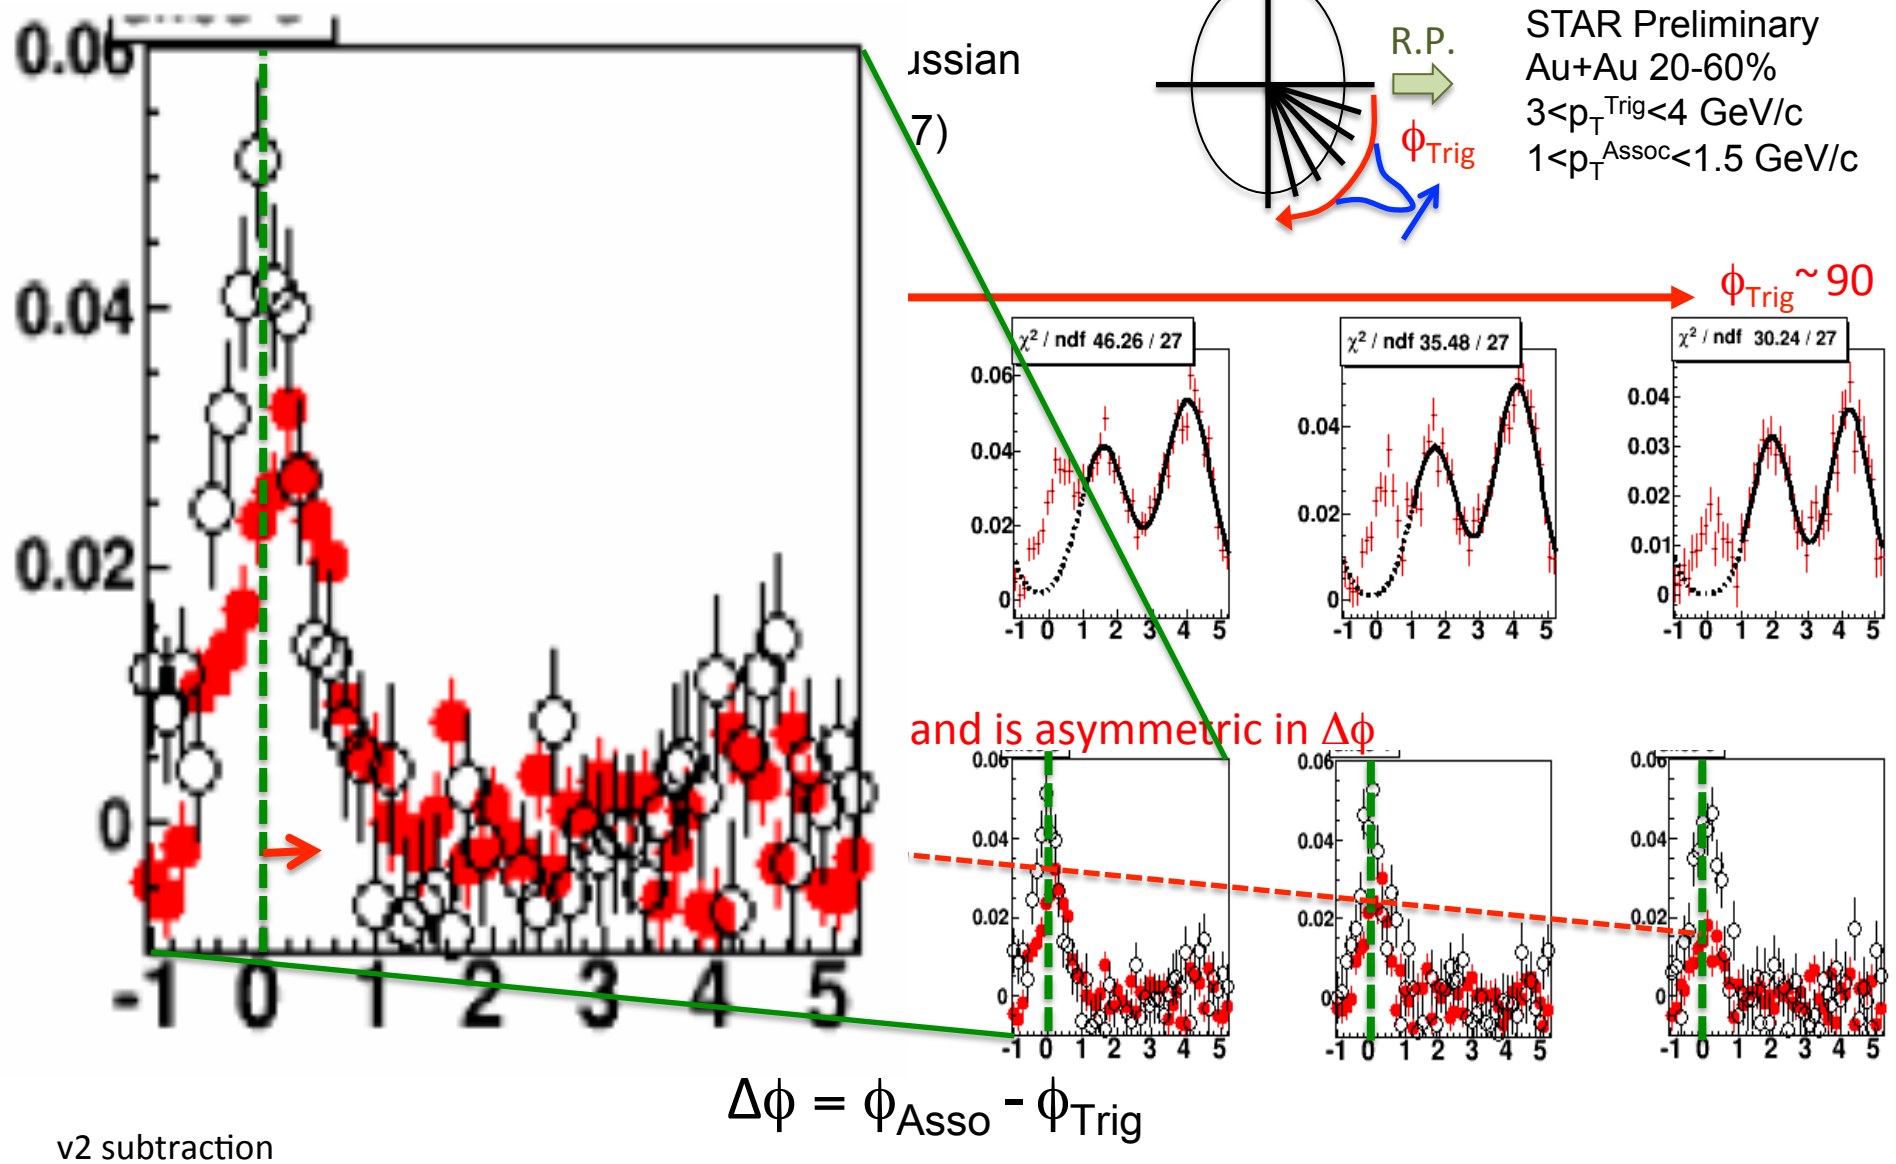 0.06
0.04
0.02
0
-1 0 1 2 3 4 5
ussian
7)
R.P.
ϕTrig
STAR Preliminary
Au+Au 20-60%
3<pTTrig<4 GeV/c
1<pTAssoc<1.5 GeV/c
ϕTrig~90
χ² / ndf 46.26 / 27
0.06
0.04
0.02
0
-1 0 1 2 3 4 5
χ² / ndf 35.48 / 27
0.04
0.02
0
-1 0 1 2 3 4 5
χ² / ndf 30.24 / 27
0.04
0.03
0.02
0.01
0
-1 0 1 2 3 4 5
and is asymmetric in Δϕ
0.06
0.04
0.02
0
-1 0 1 2 3 4 5
0.06
0.04
0.02
0
-1 0 1 2 3 4 5
0.06
0.04
0.02
0
-1 0 1 2 3 4 5
Δϕ = ϕAsso - ϕTrig
v2 subtraction